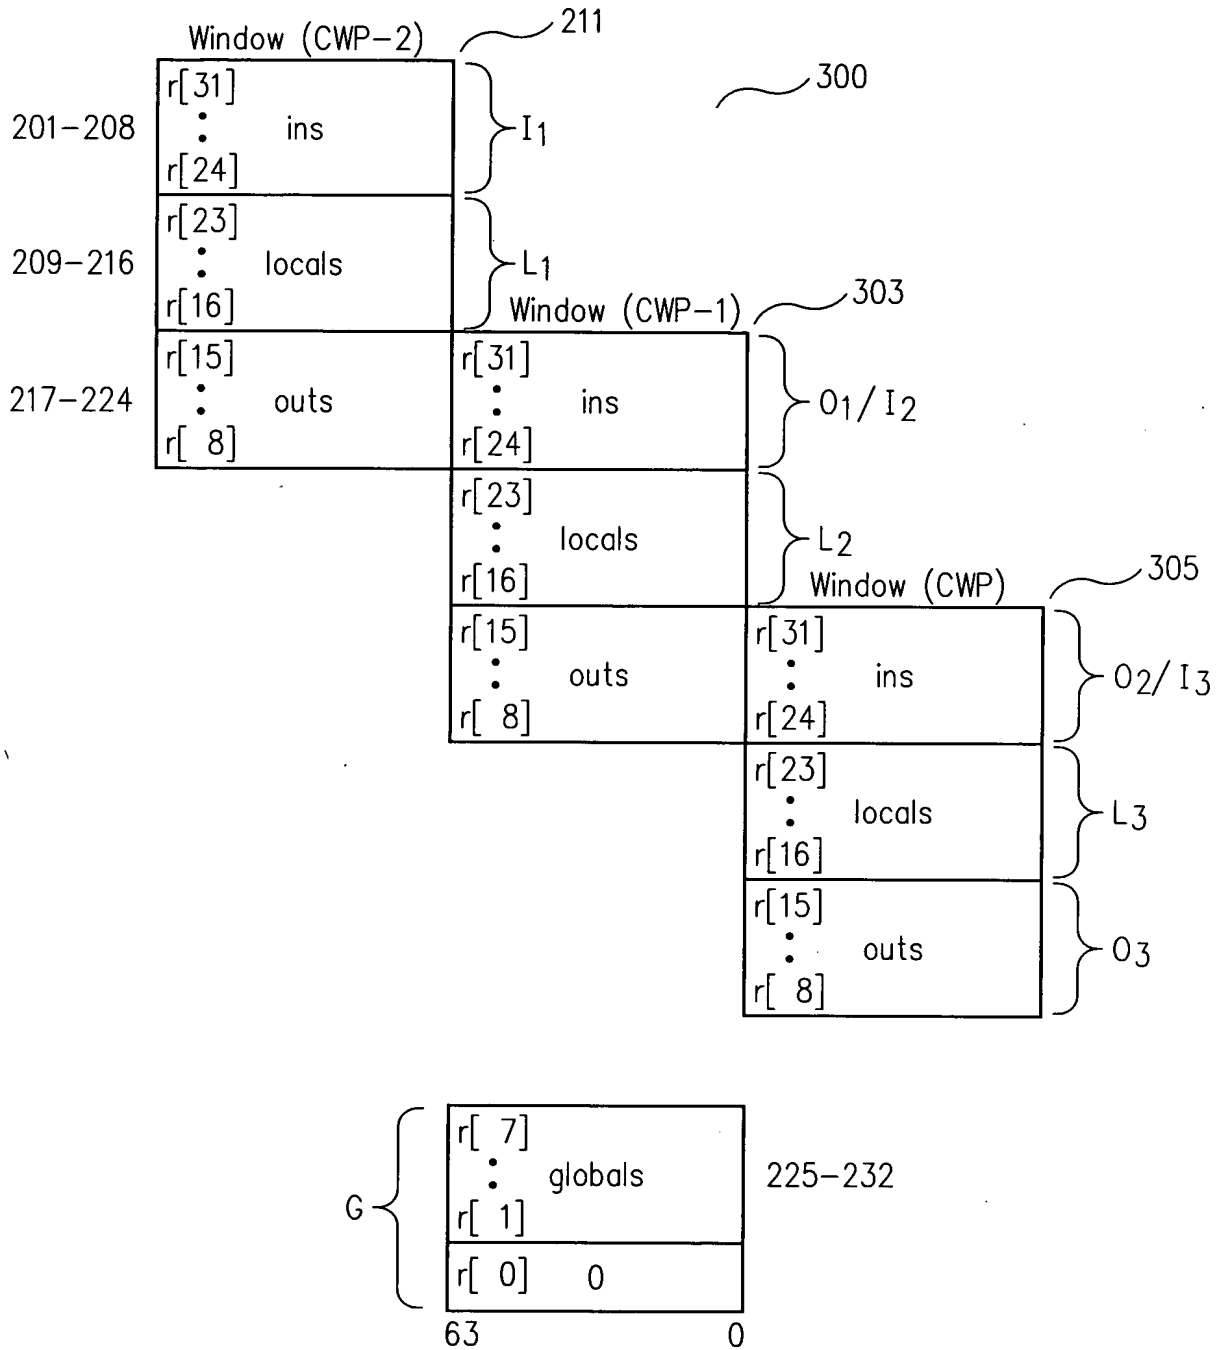 Window (CWP-2)
211
300
r[31]
201-208
ins
I1
r[24]
r[23]
209-216
locals
L1
r[16]
Window (CWP-1)
303
r[15]
r[31]
217-224
outs
ins
O1/I2
r[ 8]
r[24]
r[23]
locals
L2
r[16]
Window (CWP)
305
r[15]
r[31]
outs
ins
O2/I3
r[ 8]
r[24]
r[23]
locals
L3
r[16]
r[15]
outs
O3
r[ 8]
r[ 7]
globals
225-232
G
r[ 1]
r[ 0] 0
63 0